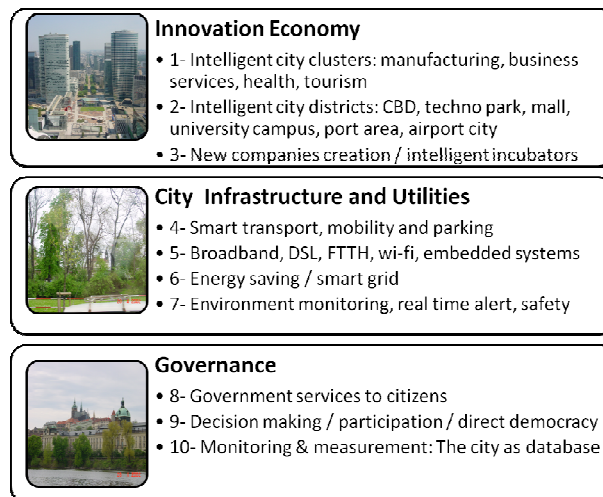 Innovation Economy
• 1- Intelligent city clusters: manufacturing, business
services, health, tourism
• 2- Intelligent city districts: CBD, techno park, mall,
university campus, port area, airport city
• 3- New companies creation / intelligent incubators
City Infrastructure and Utilities
• 4- Smart transport, mobility and parking
• 5- Broadband, DSL, FTTH, wi-fi, embedded systems
• 6- Energy saving / smart grid
• 7- Environment monitoring, real time alert, safety
Governance
• 8- Government services to citizens
• 9- Decision making / participation / direct democracy
• 10- Monitoring & measurement: The city as database